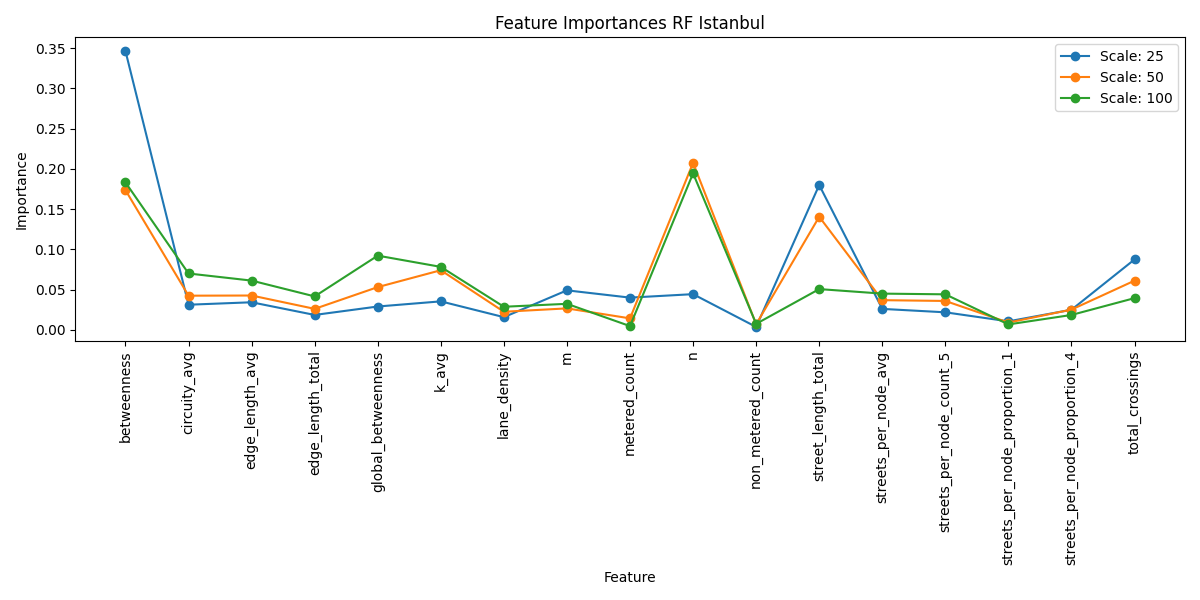 Feature Importances RF Istanbul
Scale: 25
Scale: 50
Scale: 100
Importance
0.35
0.30
0.25
0.20
0.15
0.10
0.05
0.00
betweenness
circuity_avg
edge_length_avg
edge_length_total
global_betweenness
k_avg
lane_density
m
metered_count
n
non_metered_count
street_length_total
streets_per_node_avg
streets_per_node_count_5
streets_per_node_proportion_1
streets_per_node_proportion_4
total_crossings
Feature